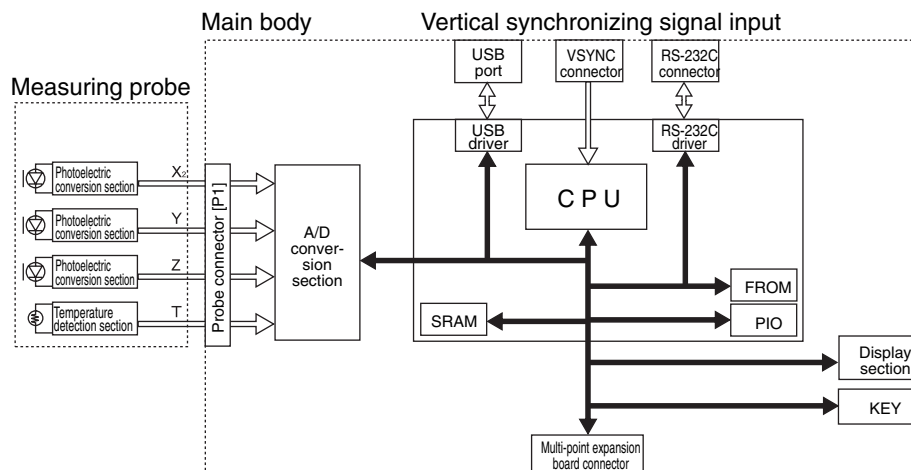 Main body
Vertical synchronizing signal input
Measuring probe
USB
port
VSYNC
connector
RS-232C
connector
USB
driver
RS-232C
driver
Photoelectric
conversion section
X2
Photoelectric
conversion section
Y
Photoelectric
conversion section
Z
Temperature
detection section
T
Probe connector [P1]
A/D
conver-
sion
section
CPU
FROM
SRAM
PIO
Display
section
KEY
Multi-point expansion
board connector